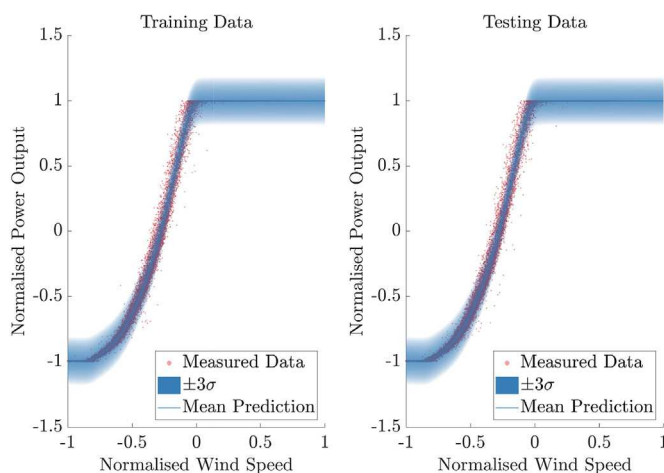 Training Data
Normalised Power Output
1.5
1
0.5
0
-0.5
-1
-1.5
Measured Data
±3σ
Mean Prediction
-1 -0.5 0 0.5 1
Normalised Wind Speed
Testing Data
Normalised Power Output
1.5
1
0.5
0
-0.5
-1
-1.5
Measured Data
±3σ
Mean Prediction
-1 -0.5 0 0.5 1
Normalised Wind Speed